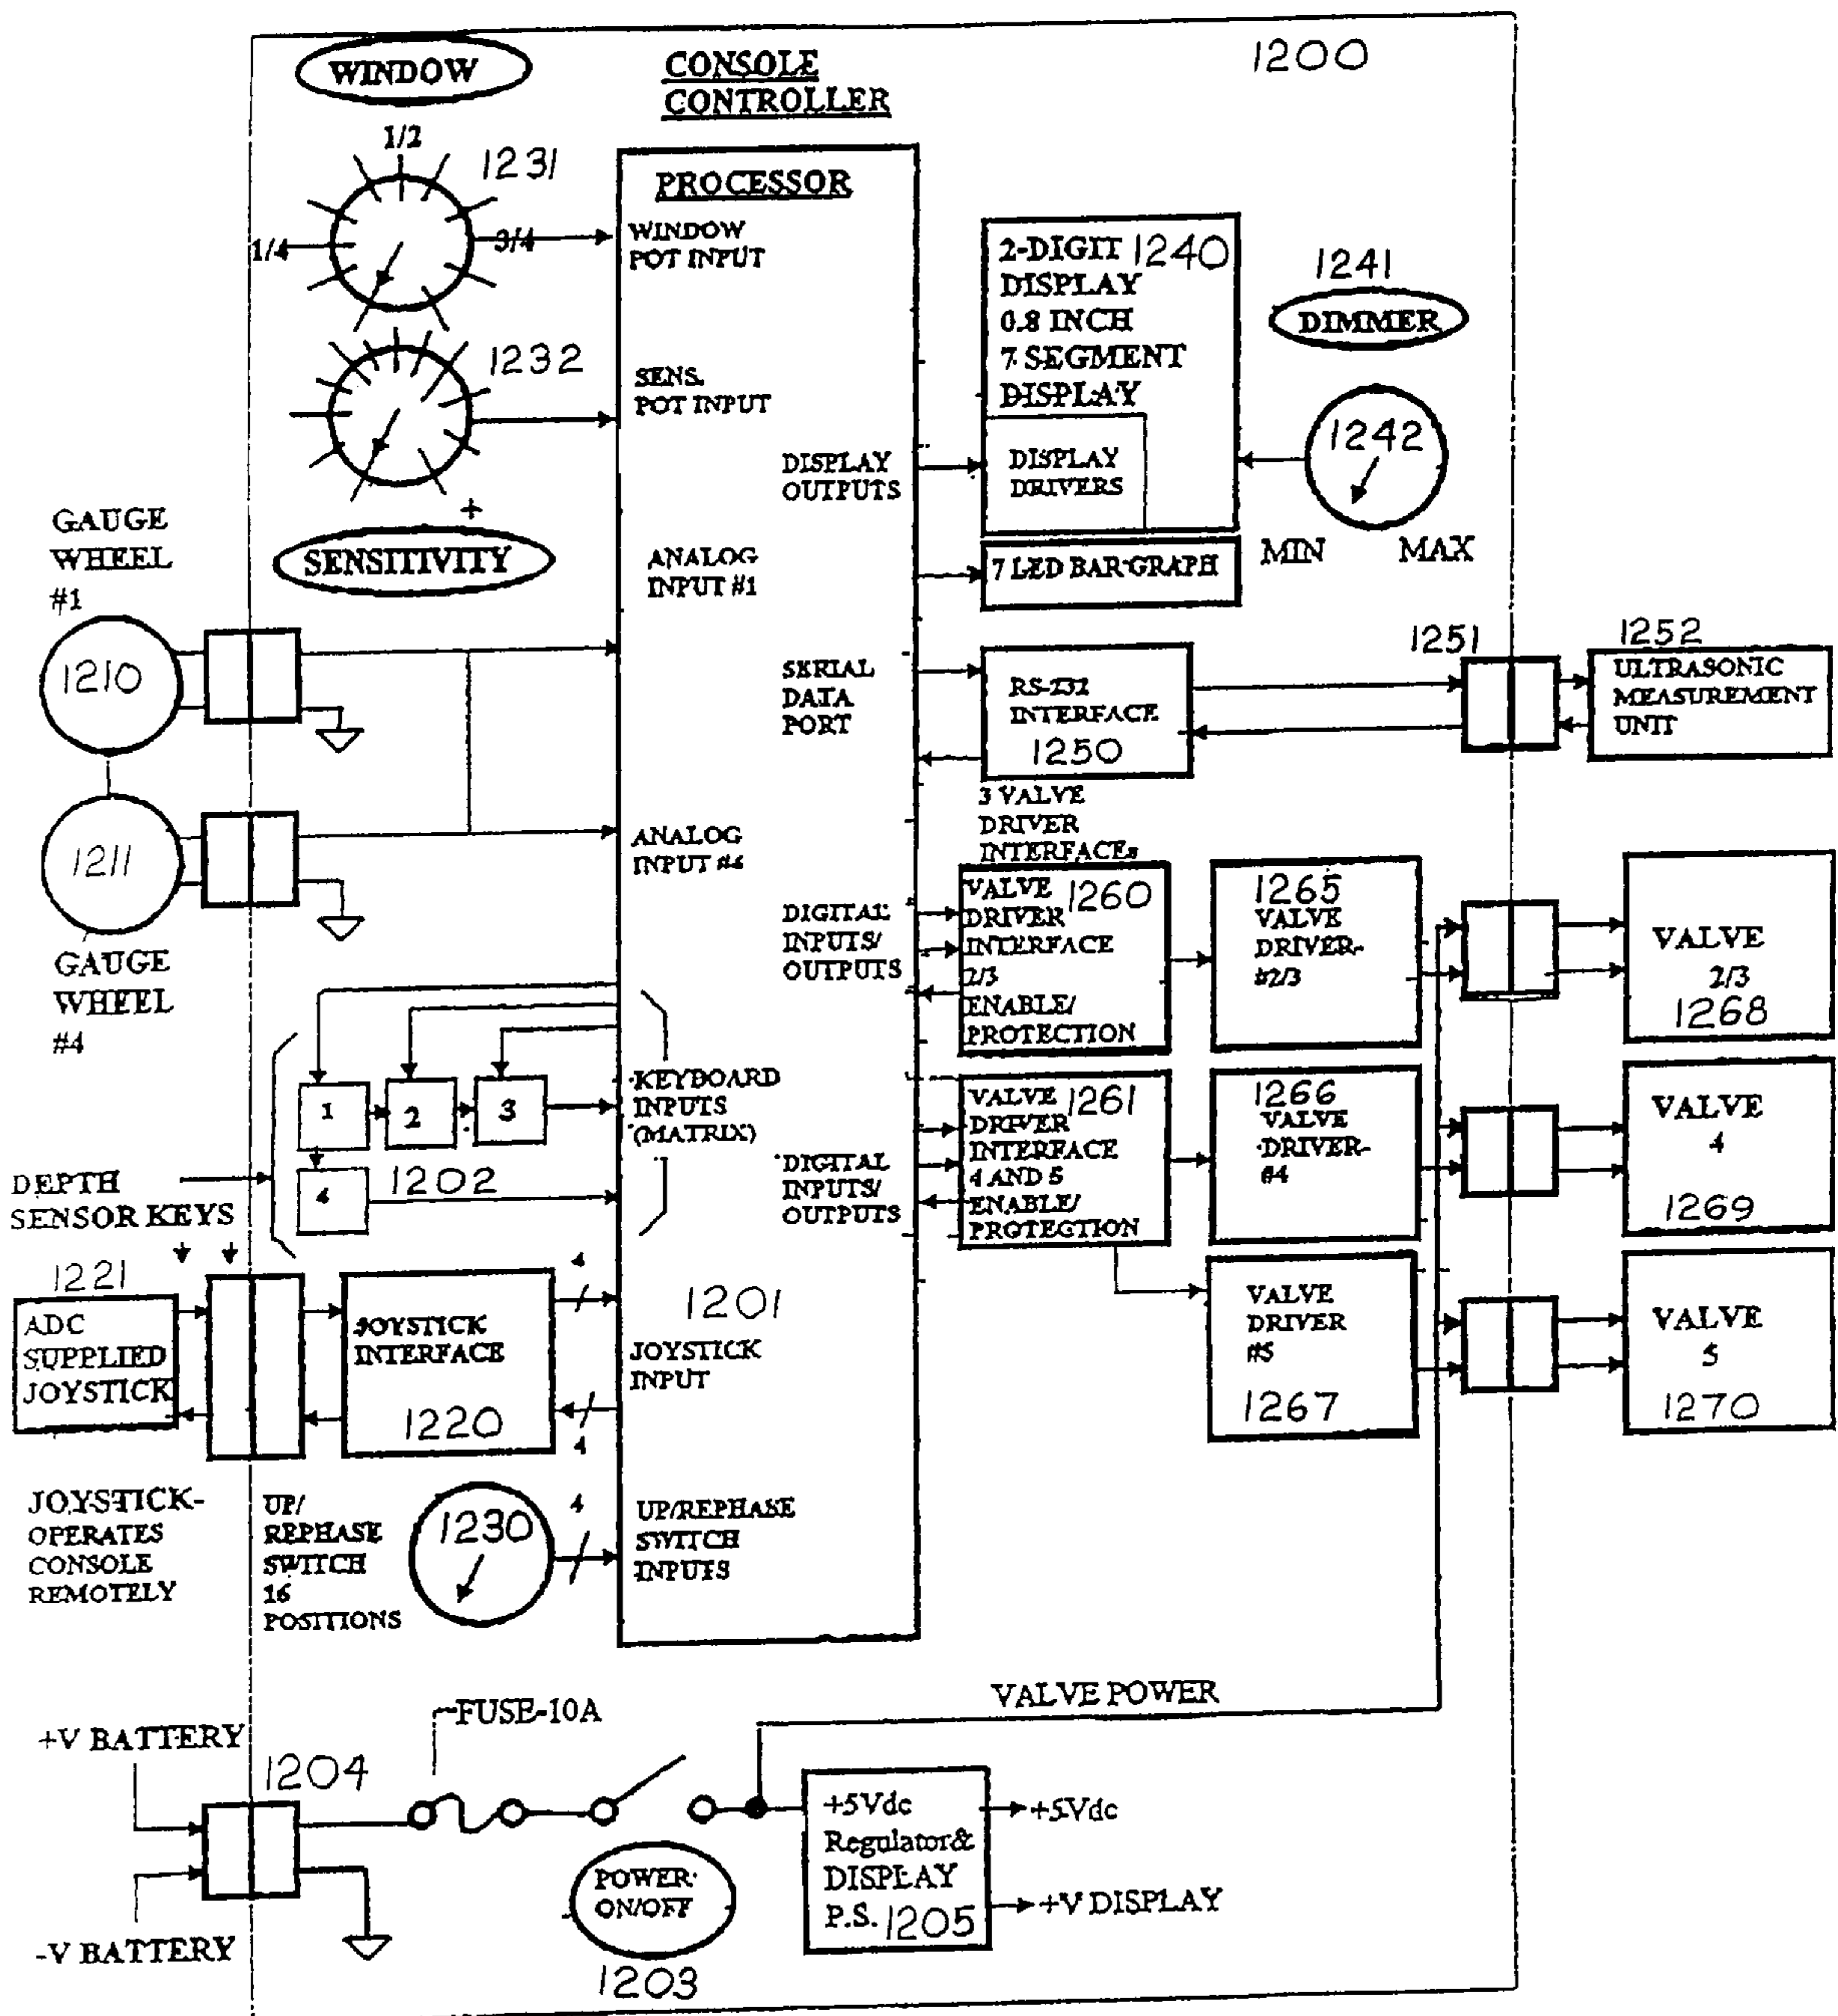 WINDOW
CONSOLE
CONTROLLER
1200
1/2
1231
1/4
3/4
PROCESSOR
WINDOW
POT INPUT
1232
SENS.
POT INPUT
+
SENSITIVITY
2-DIGIT 1240
DISPLAY
0.8 INCH
7 SEGMENT
DISPLAY
DISPLAY
DRIVERS
1241
DIMMER
1242
MIN MAX
DISPLAY
OUTPUTS
7 LED BAR GRAPH
GAUGE
WHEEL
#1
1210
ANALOG
INPUT #1
SERIAL
DATA
PORT
RS-232
INTERFACE
1250
1251
1252
ULTRASONIC
MEASUREMENT
UNIT
1211
GAUGE
WHEEL
#4
ANALOG
INPUT #4
3 VALVE
DRIVER
INTERFACES
DIGITAL
INPUTS/
OUTPUTS
VALVE 1260
DRIVER
INTERFACE
2/3
ENABLE/
PROTECTION
1265
VALVE
DRIVER-
#2/3
VALVE
2/3
1268
1
2
3
4
1202
KEYBOARD
INPUTS
(MATRIX)
DEPTH
SENSOR KEYS
DIGITAL
INPUTS/
OUTPUTS
VALVE 1261
DRIVER
INTERFACE
4 AND 5
ENABLE/
PROTECTION
1266
VALVE
DRIVER-
#4
VALVE
4
1269
1221
ADC
SUPPLIED
JOYSTICK
JOYSTICK
INTERFACE
1220
4
4
1201
JOYSTICK
INPUT
VALVE
DRIVER
#5
1267
VALVE
5
1270
JOYSTICK-
OPERATES
CONSOLE
REMOTELY
UP/
REPHASE
SWITCH
16
POSITIONS
1230
4
UP/REPHASE
SWITCH
INPUTS
VALVE POWER
FUSE-10A
+V BATTERY
1204
-V BATTERY
POWER
ON/OFF
1203
+5Vdc
Regulator&
DISPLAY
P.S. 1205
+5Vdc
+V DISPLAY